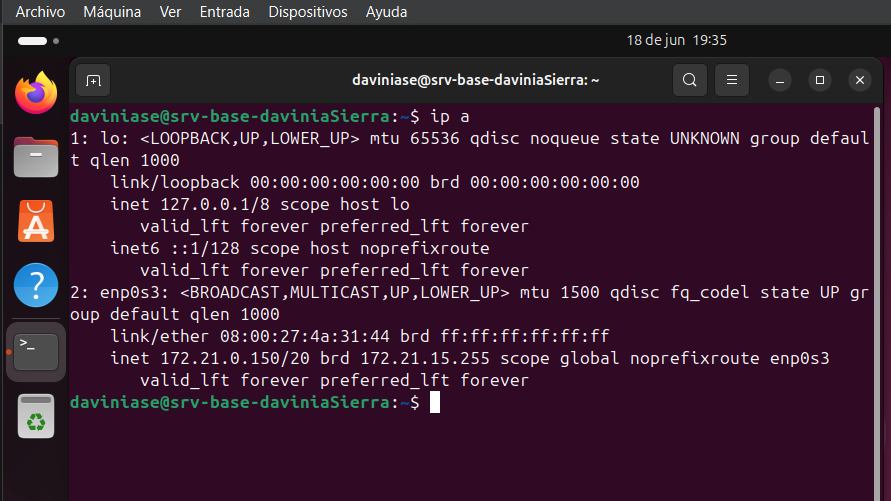 Archivo Máquina Ver Entrada Dispositivos Ayuda
18 de jun 19:35
daviniase@srv-base-daviniaSierra: ~
daviniase@srv-base-daviniaSierra:~$ ip a
1: lo: <LOOPBACK,UP,LOWER_UP> mtu 65536 qdisc noqueue state UNKNOWN group defaul
t qlen 1000
    link/loopback 00:00:00:00:00:00 brd 00:00:00:00:00:00
    inet 127.0.0.1/8 scope host lo
       valid_lft forever preferred_lft forever
    inet6 ::1/128 scope host noprefixroute
       valid_lft forever preferred_lft forever
2: enp0s3: <BROADCAST,MULTICAST,UP,LOWER_UP> mtu 1500 qdisc fq_codel state UP gr
oup default qlen 1000
    link/ether 08:00:27:4a:31:44 brd ff:ff:ff:ff:ff:ff
    inet 172.21.0.150/20 brd 172.21.15.255 scope global noprefixroute enp0s3
       valid_lft forever preferred_lft forever
daviniase@srv-base-daviniaSierra:~$